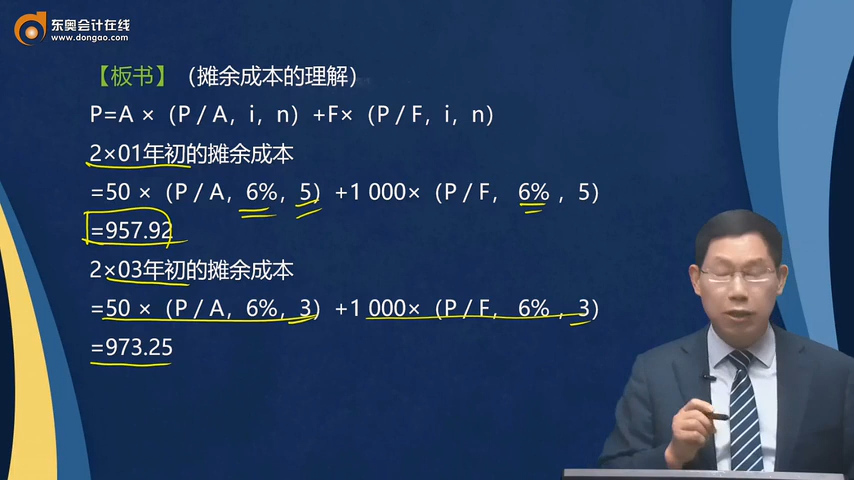 东奥会计在线
www.dongao.com
【板书】（摊余成本的理解）
P=A ×（P / A，i，n）+F×（P / F，i，n）
2×01年初的摊余成本
=50 ×（P / A，6%，5）+1 000×（P / F， 6% ，5）
=957.92
2×03年初的摊余成本
=50 ×（P / A，6%，3）+1 000×（P / F， 6% ，3）
=973.25